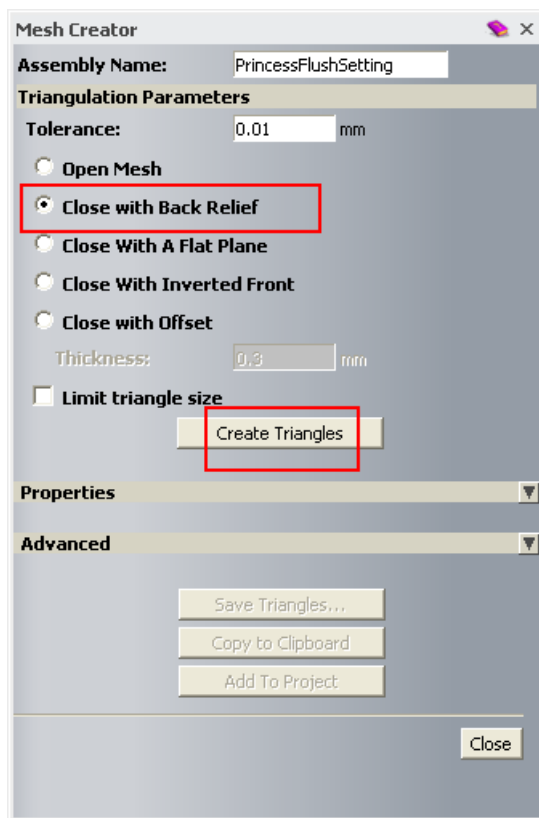 Mesh Creator
Assembly Name: PrincessFlushSetting
Triangulation Parameters
Tolerance: 0.01 mm
Open Mesh
Close with Back Relief
Close With A Flat Plane
Close With Inverted Front
Close with Offset
Thickness: 0.3 mm
Limit triangle size
Create Triangles
Properties
Advanced
Save Triangles...
Copy to Clipboard
Add To Project
Close